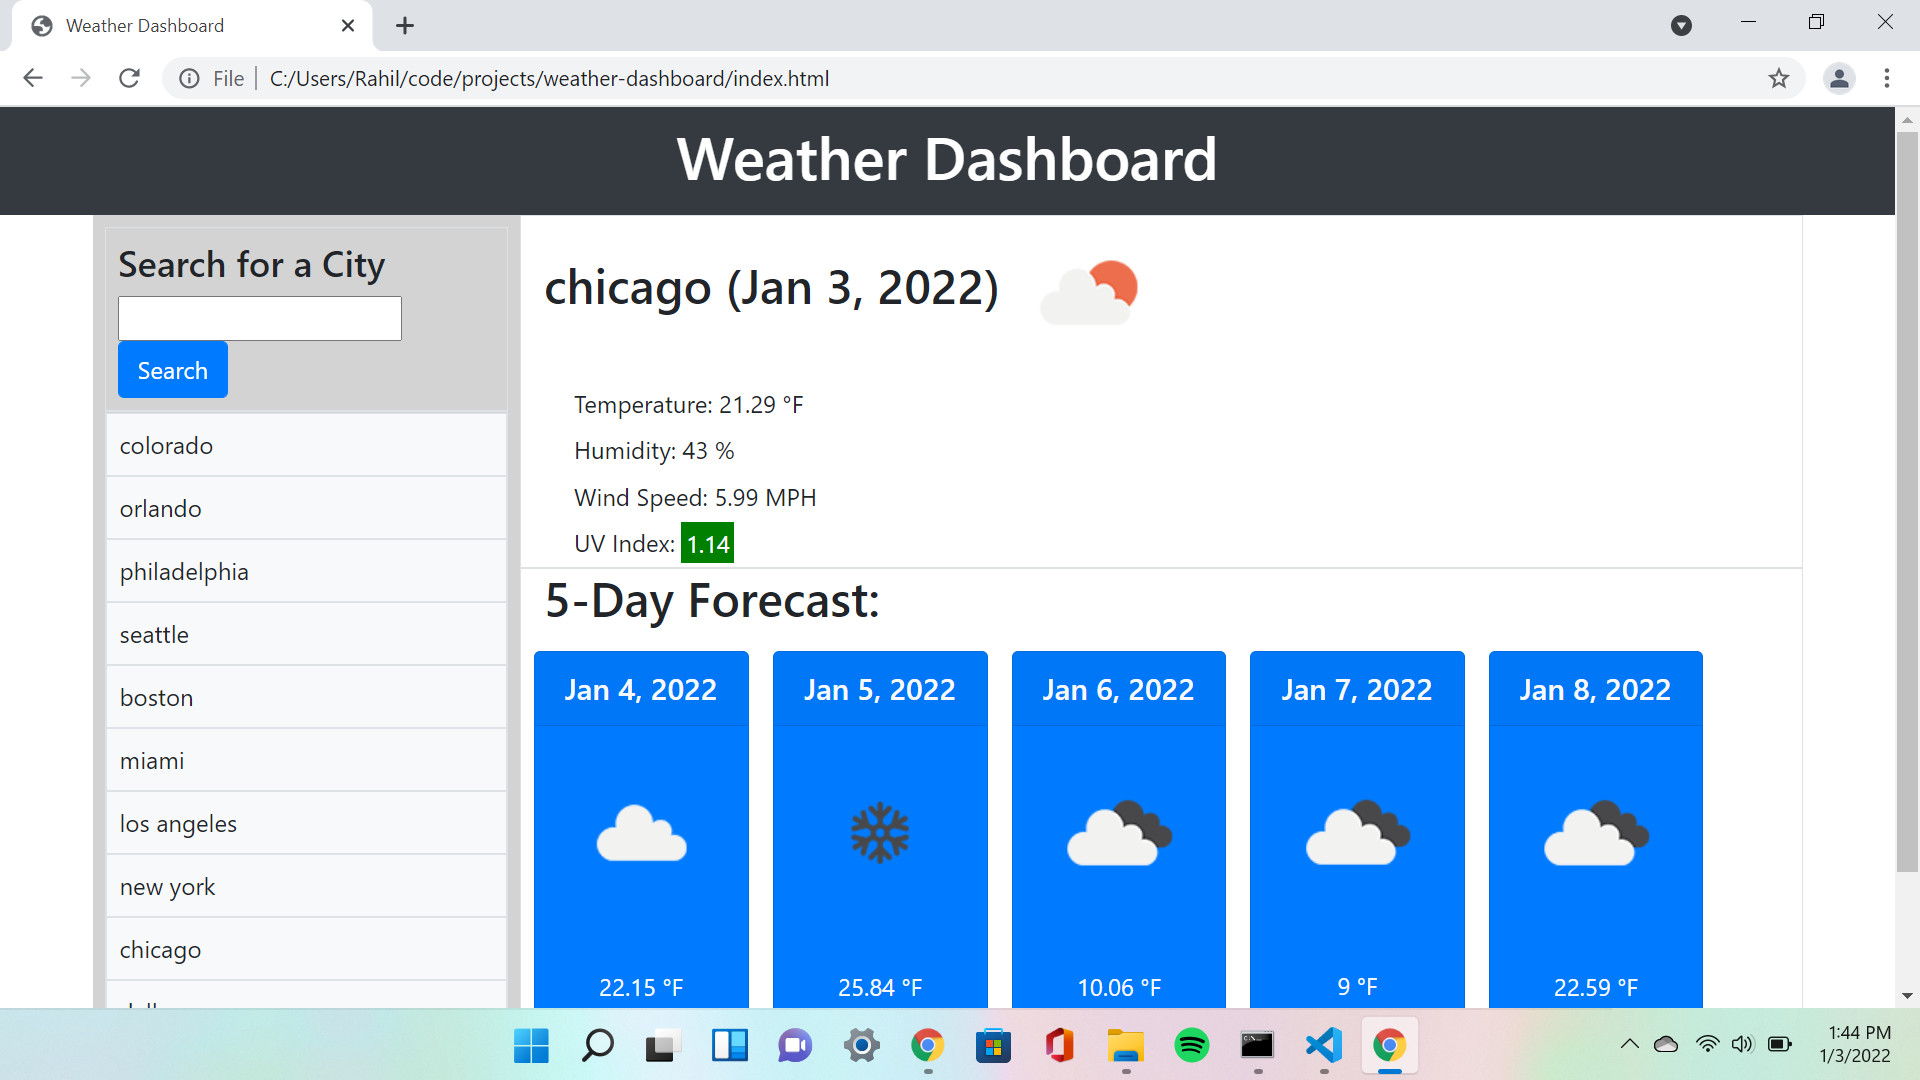 Weather Dashboard
File
C:/Users/Rahil/code/projects/weather-dashboard/index.html
Weather Dashboard
Search for a City
Search
colorado
orlando
philadelphia
seattle
boston
miami
los angeles
new york
chicago
chicago (Jan 3, 2022)
Temperature: 21.29 °F
Humidity: 43 %
Wind Speed: 5.99 MPH
UV Index: 1.14
5-Day Forecast:
Jan 4, 2022
22.15 °F
Jan 5, 2022
25.84 °F
Jan 6, 2022
10.06 °F
Jan 7, 2022
9 °F
Jan 8, 2022
22.59 °F
1:44 PM
1/3/2022